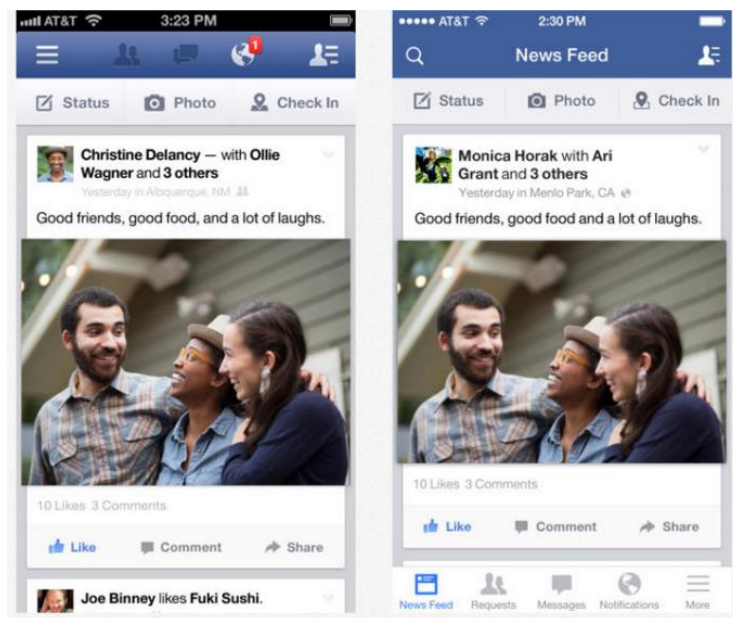 AT&T 3:23 PM
1
Status Photo Check In
Christine Delancy — with Ollie
Wagner and 3 others
Yesterday in Albuquerque, NM
Good friends, good food, and a lot of laughs.
10 Likes 3 Comments
Like Comment Share
Joe Binney likes Fuki Sushi.
AT&T 2:30 PM
News Feed
Status Photo Check In
Monica Horak with Ari
Grant and 3 others
Yesterday in Menlo Park, CA
Good friends, good food and a lot of laughs.
10 Likes 3 Comments
Like Comment Share
News Feed Requests Messages Notifications More